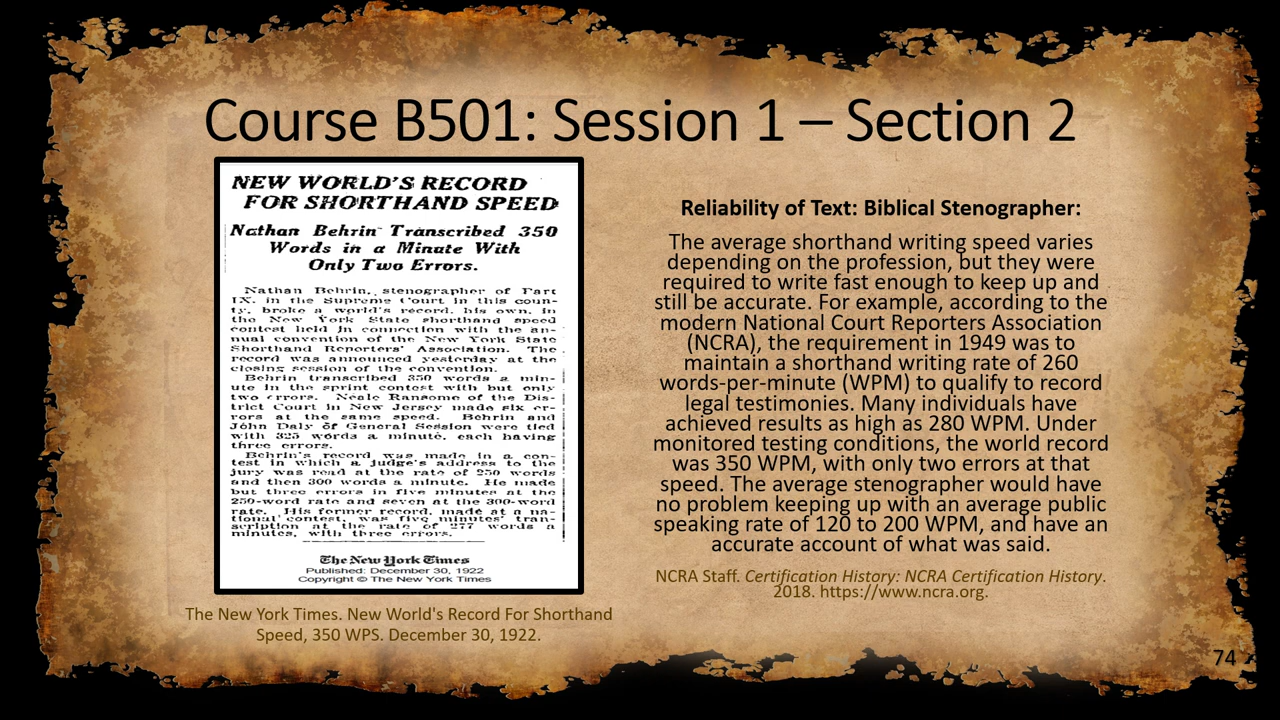 Course B501: Session 1 – Section 2
NEW WORLD'S RECORD
FOR SHORTHAND SPEED
Nathan Behrin Transcribed 350
Words in a Minute With
Only Two Errors.
Nathan Behrin, stenographer of Part
IX. in the Supreme Court in this coun-
ty, broke a world's record, his own, in
the New York State shorthand speed
contest held in connection with the an-
nual convention of the New York State
Shorthand Reporters' Association. The
record was announced yesterday at the
closing session of the convention.
Behrin transcribed 350 words a min-
ute in the sprint contest with but only
two errors. Neale Ransome of the Dis-
trict Court in New Jersey made six er-
rors at the same speed. Behrin and
John Daly of General Session were tied
with 325 words a minute, each having
three errors.
Behrin's record was made in a con-
test in which a judge's address to the
jury was read at the rate of 250 words
and then 300 words a minute. He made
but three errors in five minutes at the
250-word rate and seven at the 300-word
rate. His former record, made at a na-
tional contest, was five minutes' tran-
scription at the rate of 277 words a
minutes, with three errors.
The New York Times
Published: December 30, 1922
Copyright © The New York Times
The New York Times. New World's Record For Shorthand
Speed, 350 WPS. December 30, 1922.
Reliability of Text: Biblical Stenographer:
The average shorthand writing speed varies
depending on the profession, but they were
required to write fast enough to keep up and
still be accurate. For example, according to the
modern National Court Reporters Association
(NCRA), the requirement in 1949 was to
maintain a shorthand writing rate of 260
words-per-minute (WPM) to qualify to record
legal testimonies. Many individuals have
achieved results as high as 280 WPM. Under
monitored testing conditions, the world record
was 350 WPM, with only two errors at that
speed. The average stenographer would have
no problem keeping up with an average public
speaking rate of 120 to 200 WPM, and have an
accurate account of what was said.
NCRA Staff. Certification History: NCRA Certification History.
2018. https://www.ncra.org.
74